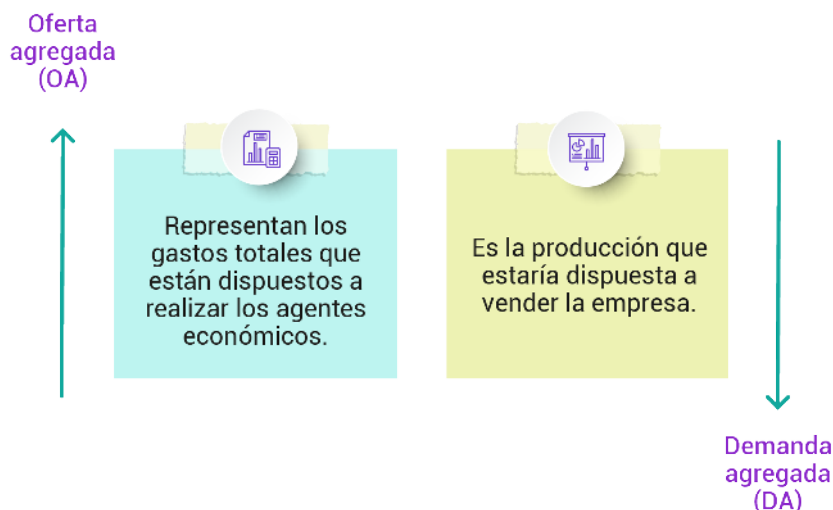 Oferta
agregada
(OA)
Representan los
gastos totales que
están dispuestos a
realizar los agentes
económicos.
Es la producción que
estaría dispuesta a
vender la empresa.
Demanda
agregada
(DA)